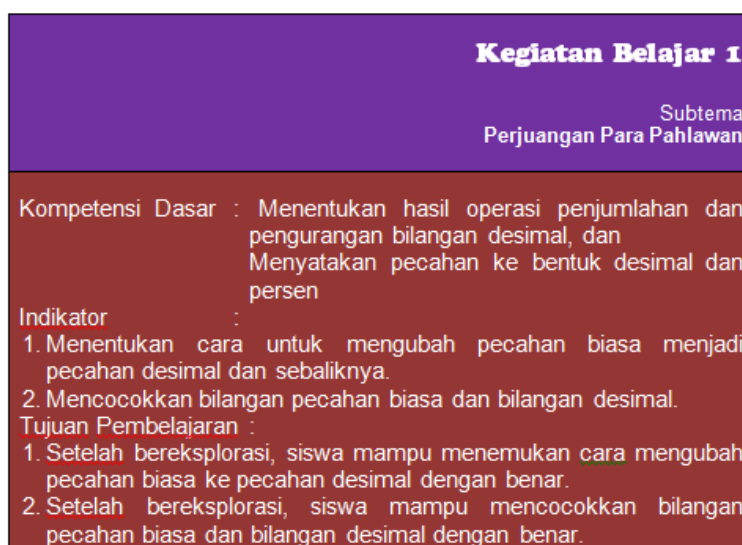 Kegiatan Belajar 1
Subtema
Perjuangan Para Pahlawan
Kompetensi Dasar : Menentukan hasil operasi penjumlahan dan
pengurangan bilangan desimal, dan
Menyatakan pecahan ke bentuk desimal dan
persen
Indikator :
1. Menentukan cara untuk mengubah pecahan biasa menjadi
pecahan desimal dan sebaliknya.
2. Mencocokkan bilangan pecahan biasa dan bilangan desimal.
Tujuan Pembelajaran :
1. Setelah bereksplorasi, siswa mampu menemukan cara mengubah
pecahan biasa ke pecahan desimal dengan benar.
2. Setelah bereksplorasi, siswa mampu mencocokkan bilangan
pecahan biasa dan bilangan desimal dengan benar.